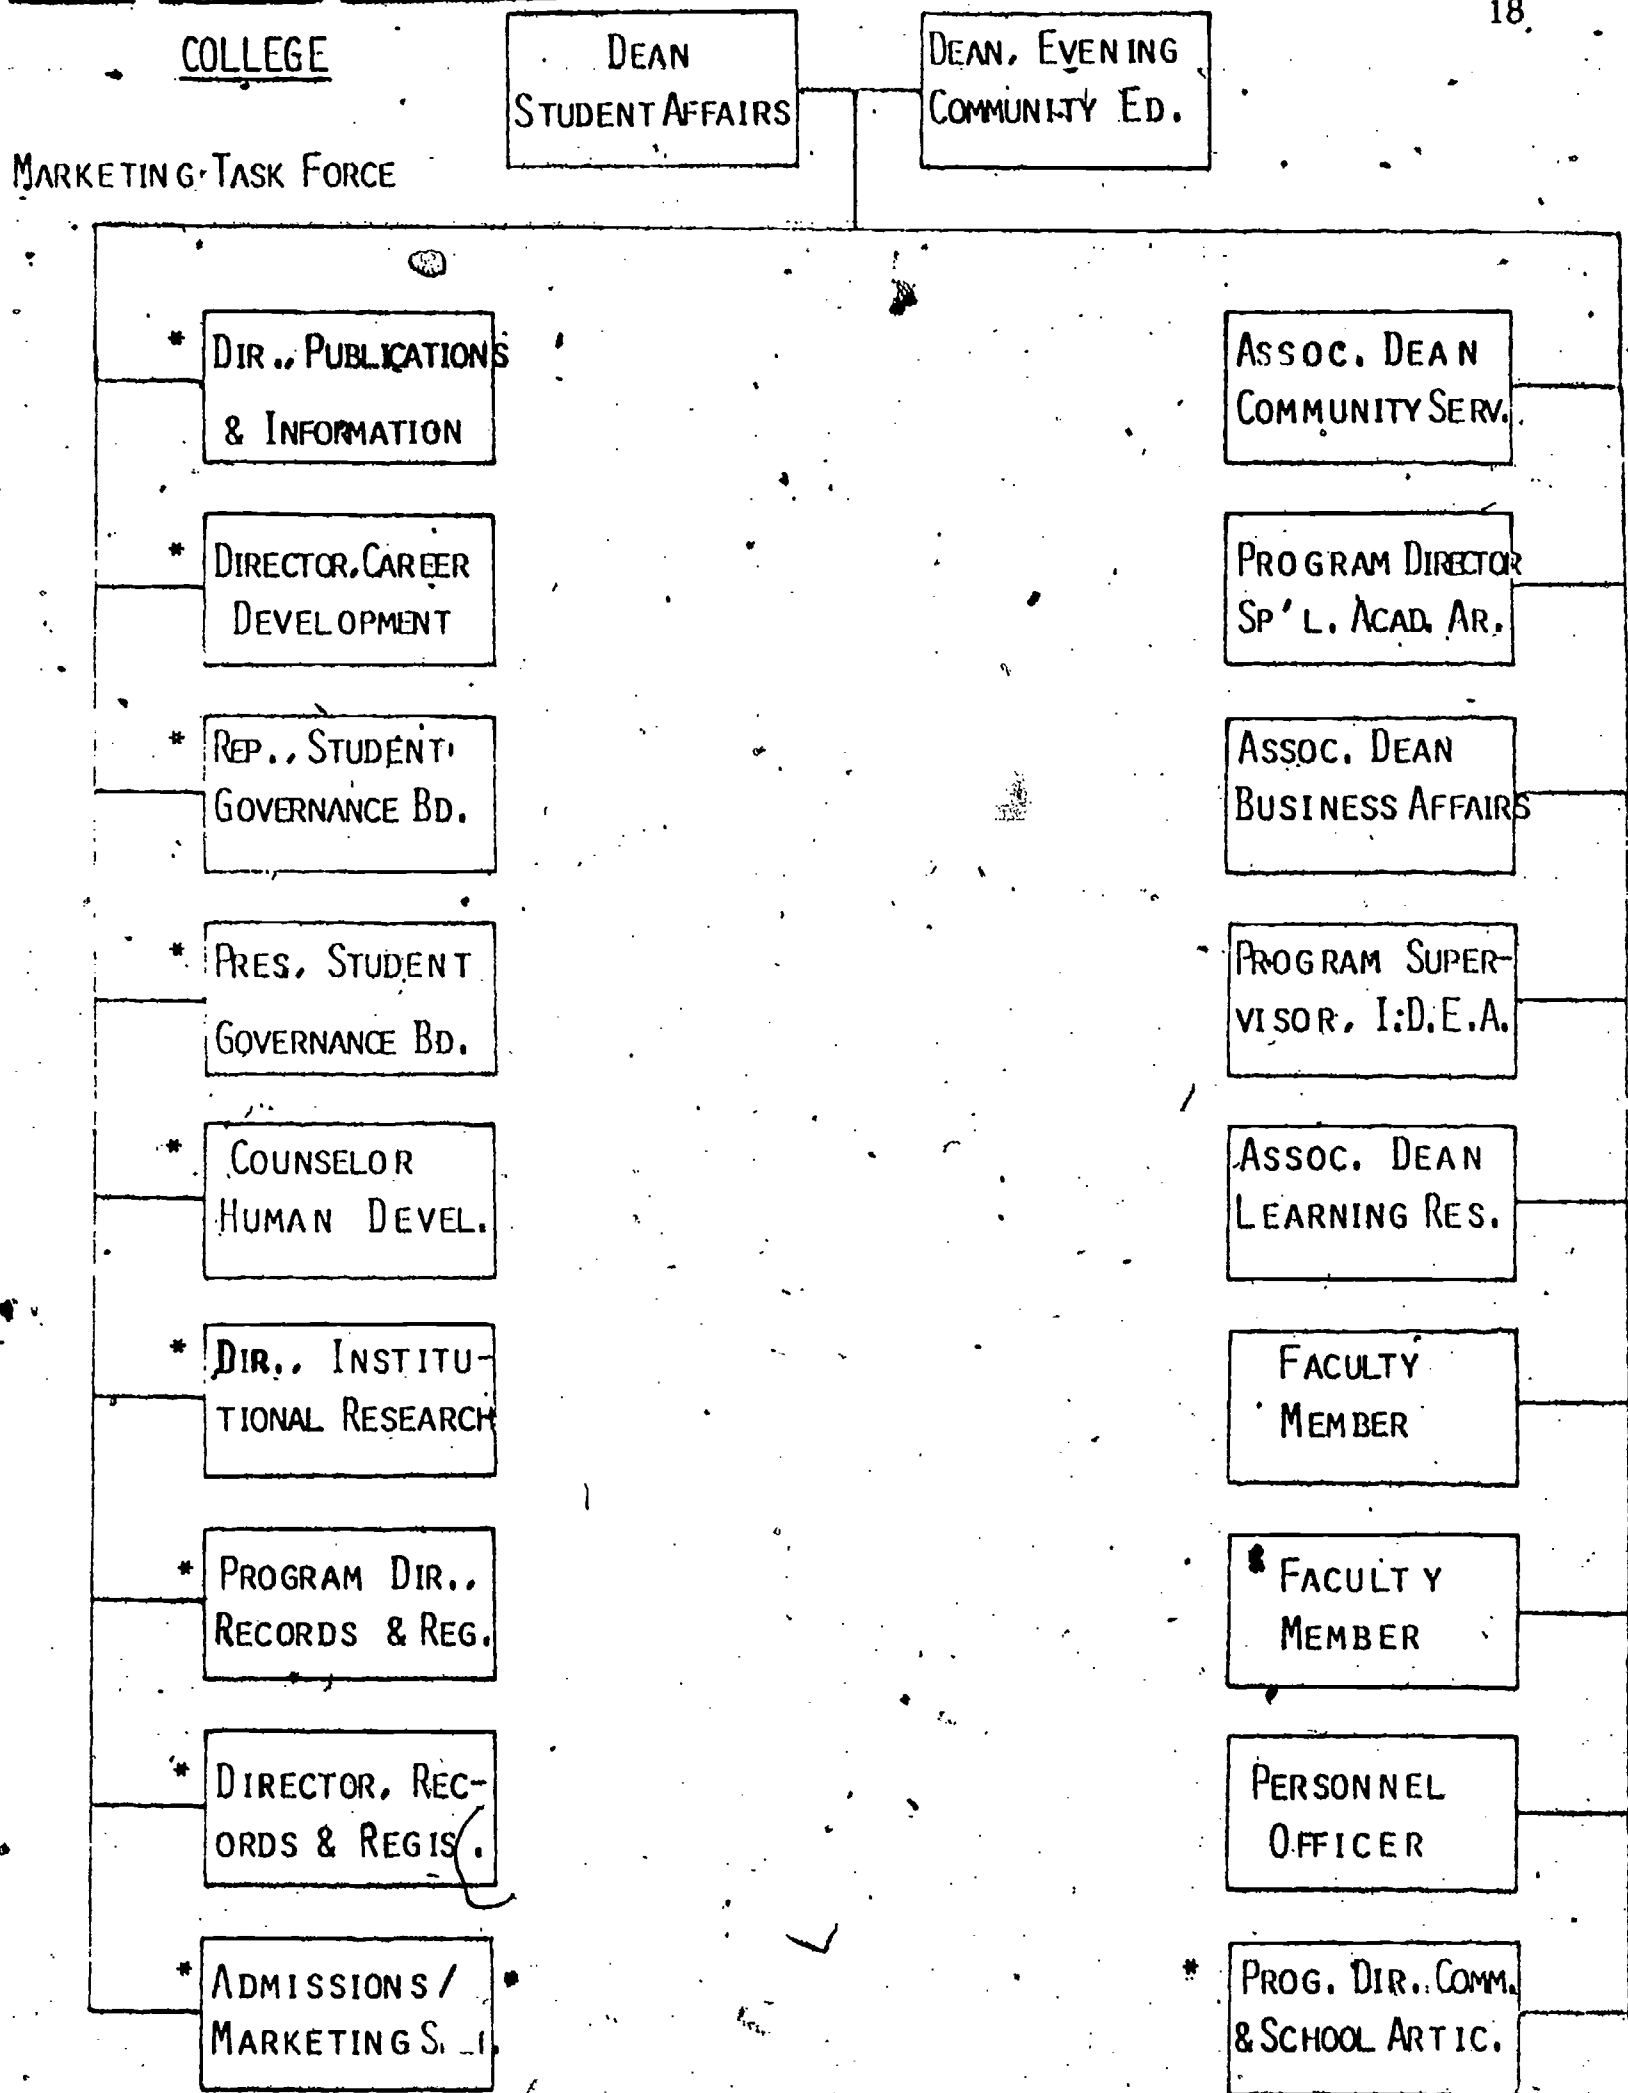 18
COLLEGE
DEAN
STUDENT AFFAIRS
DEAN, EVENING
COMMUNITY ED.
MARKETING TASK FORCE
* DIR., PUBLICATIONS
& INFORMATION
* DIRECTOR, CAREER
DEVELOPMENT
* REP., STUDENT
GOVERNANCE BD.
* PRES, STUDENT
GOVERNANCE BD.
* COUNSELOR
HUMAN DEVEL.
* DIR., INSTITU-
TIONAL RESEARCH
* PROGRAM DIR.,
RECORDS & REG.
* DIRECTOR, REC-
ORDS & REGIS.
* ADMISSIONS/
MARKETING
ASSOC. DEAN
COMMUNITY SERV.
PROGRAM DIRECTOR
SP'L. ACAD. AR.
ASSOC. DEAN
BUSINESS AFFAIRS
PROGRAM SUPER-
VISOR, I.D.E.A.
ASSOC. DEAN
LEARNING RES.
FACULTY
MEMBER
FACULTY
MEMBER
PERSONNEL
OFFICER
* PROG. DIR., COMM.
& SCHOOL ARTIC.